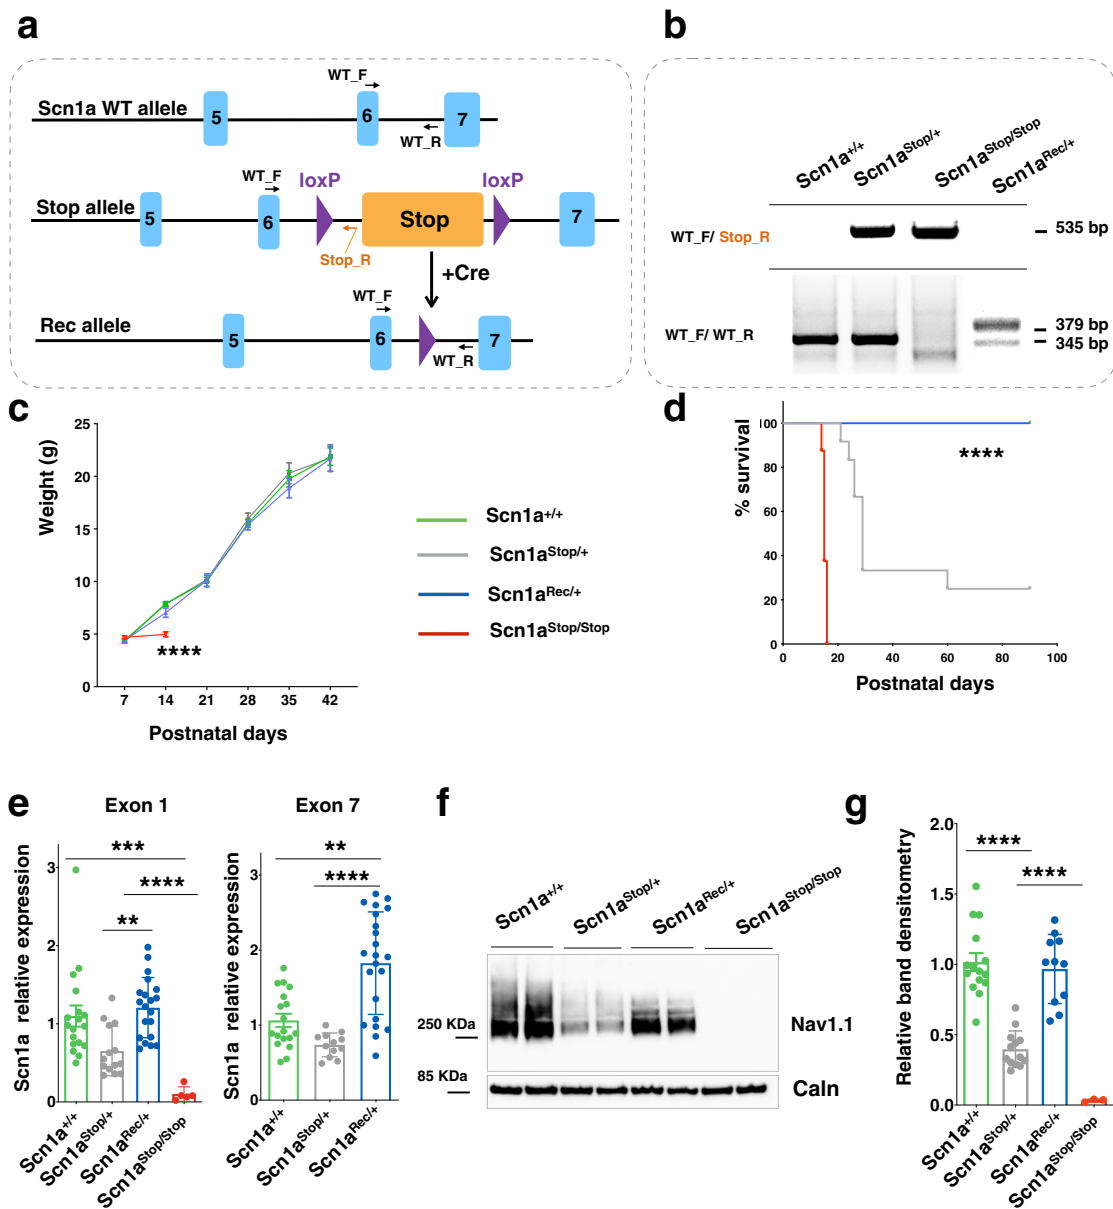 a
WT_F
Scn1a WT allele
5
6
7
WT_R
WT_F
loxP
loxP
Stop allele
5
6
Stop
7
Stop_R
+Cre
WT_F
Rec allele
5
6
7
WT_R
b
Scn1a+/+
Scn1aStop/+
Scn1aStop/Stop
Scn1aRec/+
WT_F/ Stop_R
535 bp
WT_F/ WT_R
379 bp
345 bp
c
Weight (g)
25
20
15
10
5
0
7 14 21 28 35 42
****
Postnatal days
Scn1a+/+
Scn1aStop/+
Scn1aRec/+
Scn1aStop/Stop
d
% survival
100
80
60
40
20
0
0 20 40 60 80 100
****
Postnatal days
e
Exon 1
Scn1a relative expression
3
2
1
0
***
****
**
Scn1a+/+
Scn1aStop/+
Scn1aRec/+
Scn1aStop/Stop
Exon 7
Scn1a relative expression
3
2
1
0
**
****
Scn1a+/+
Scn1aStop/+
Scn1aRec/+
f
Scn1a+/+
Scn1aStop/+
Scn1aRec/+
Scn1aStop/Stop
250 KDa
Nav1.1
85 KDa
Caln
g
Relative band densitometry
2.0
1.5
1.0
0.5
0.0
****
****
Scn1a+/+
Scn1aStop/+
Scn1aRec/+
Scn1aStop/Stop